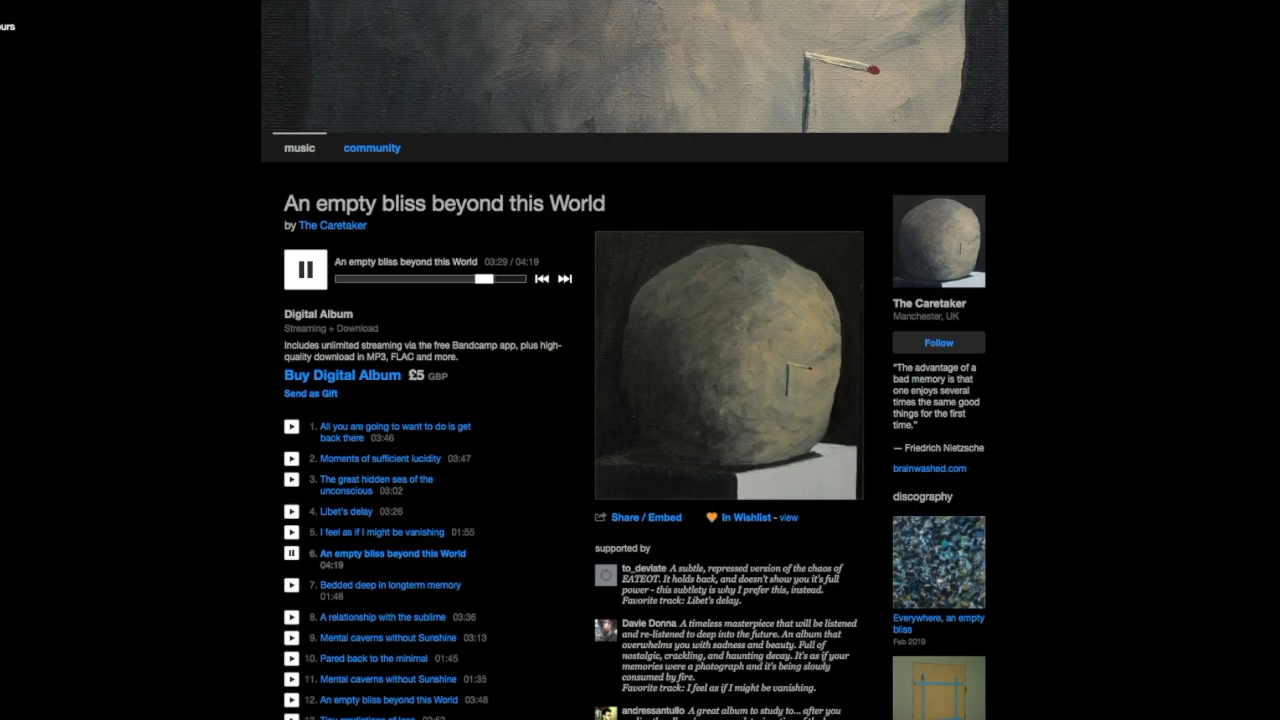 ours
music
community
An empty bliss beyond this World
by The Caretaker
An empty bliss beyond this World 03:29 / 04:19
Digital Album
Streaming + Download
Includes unlimited streaming via the free Bandcamp app, plus high-
quality download in MP3, FLAC and more.
Buy Digital Album £5 GBP
Send as Gift
1. All you are going to want to do is get
back there 03:46
2. Moments of sufficient lucidity 03:47
3. The great hidden sea of the
unconscious 03:02
4. Libet's delay 03:26
5. I feel as if I might be vanishing 01:55
6. An empty bliss beyond this World
04:19
7. Bedded deep in longterm memory
01:48
8. A relationship with the sublime 03:36
9. Mental caverns without Sunshine 03:13
10. Pared back to the minimal 01:45
11. Mental caverns without Sunshine 01:35
12. An empty bliss beyond this World 03:48
Share / Embed
In Wishlist - view
supported by
to_deviate A subtle, repressed version of the chaos of
EATEOT. It holds back, and doesn't show you it's full
power - this subtlety is why I prefer this, instead.
Favorite track: Libet's delay.
Davie Donna A timeless masterpiece that will be listened
and re-listened to deep into the future. An album that
overwhelms you with sadness and beauty. Full of
nostalgic, crackling, and haunting decay. It's as if your
memories were a photograph and it's being slowly
consumed by fire.
Favorite track: I feel as if I might be vanishing.
andressantullo A great album to study to... after you
The Caretaker
Manchester, UK
Follow
"The advantage of a
bad memory is that
one enjoys several
times the same good
things for the first
time."
— Friedrich Nietzsche
brainwashed.com
discography
Everywhere, an empty
bliss
Feb 2019